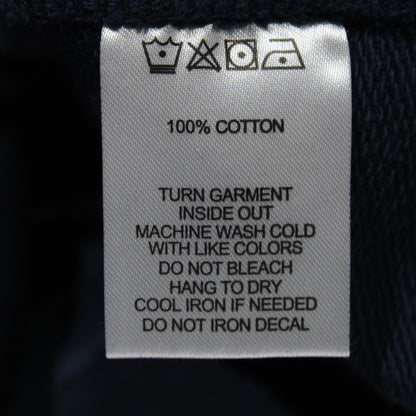 100% COTTON
TURN GARMENT
INSIDE OUT
MACHINE WASH COLD
WITH LIKE COLORS
DO NOT BLEACH
HANG TO DRY
COOL IRON IF NEEDED
DO NOT IRON DECAL